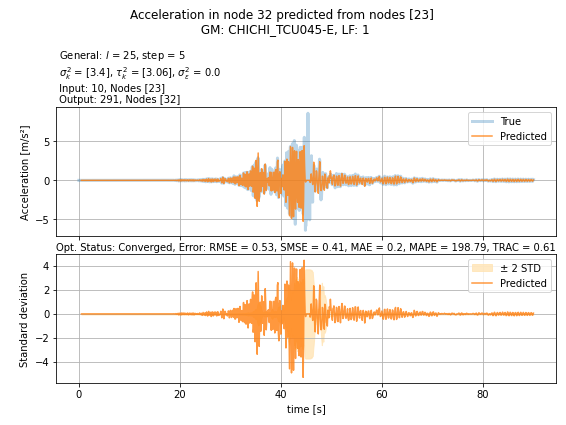 Acceleration in node 32 predicted from nodes [23]
GM: CHICHI_TCU045-E, LF: 1
General: l = 25, step = 5
σ²ₖ = [3.4], τ²ₖ = [3.06], σ²ε = 0.0
Input: 10, Nodes [23]
Output: 291, Nodes [32]
Acceleration [m/s²]
5
0
−5
True
Predicted
Opt. Status: Converged, Error: RMSE = 0.53, SMSE = 0.41, MAE = 0.2, MAPE = 198.79, TRAC = 0.61
Standard deviation
4
2
0
−2
−4
± 2 STD
Predicted
0 20 40 60 80
time [s]